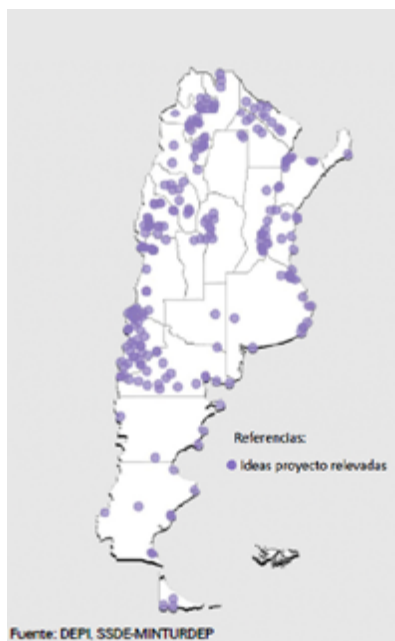 Referencias:
Ideas proyecto relevadas
Fuente: DEPI. SSDE-MINTURDEP